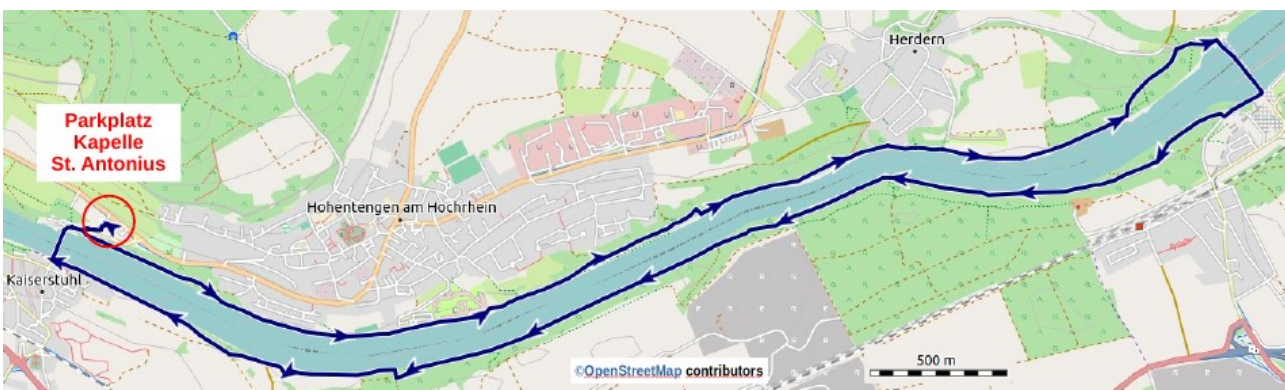 Herdern
Parkplatz
Kapelle
St. Antonius
Hohentengen am Hochrhein
Kaiserstuhl
500 m
©OpenStreetMap contributors